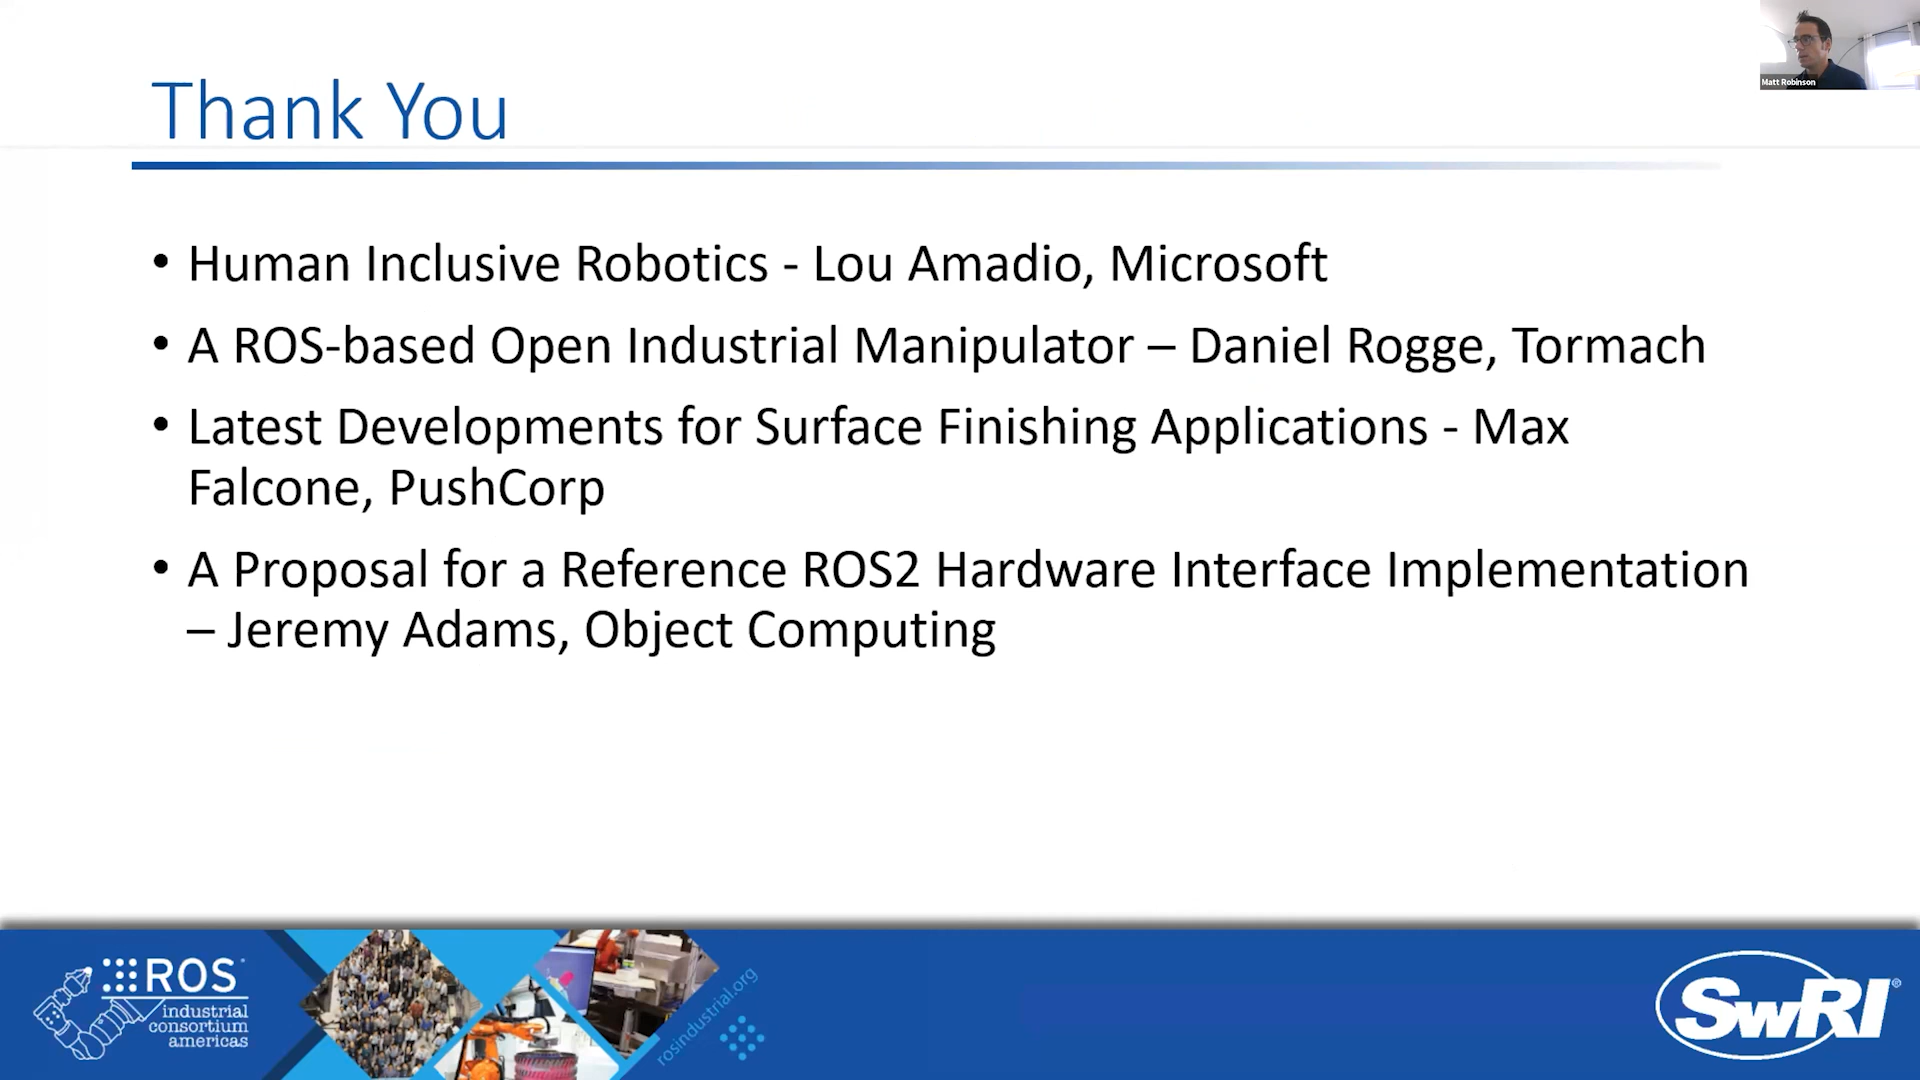 Matt Robinson
Thank You
• Human Inclusive Robotics - Lou Amadio, Microsoft
• A ROS-based Open Industrial Manipulator – Daniel Rogge, Tormach
• Latest Developments for Surface Finishing Applications - Max
Falcone, PushCorp
• A Proposal for a Reference ROS2 Hardware Interface Implementation
– Jeremy Adams, Object Computing
ROS
industrial
consortium
americas
rosindustrial.org
SwRI®